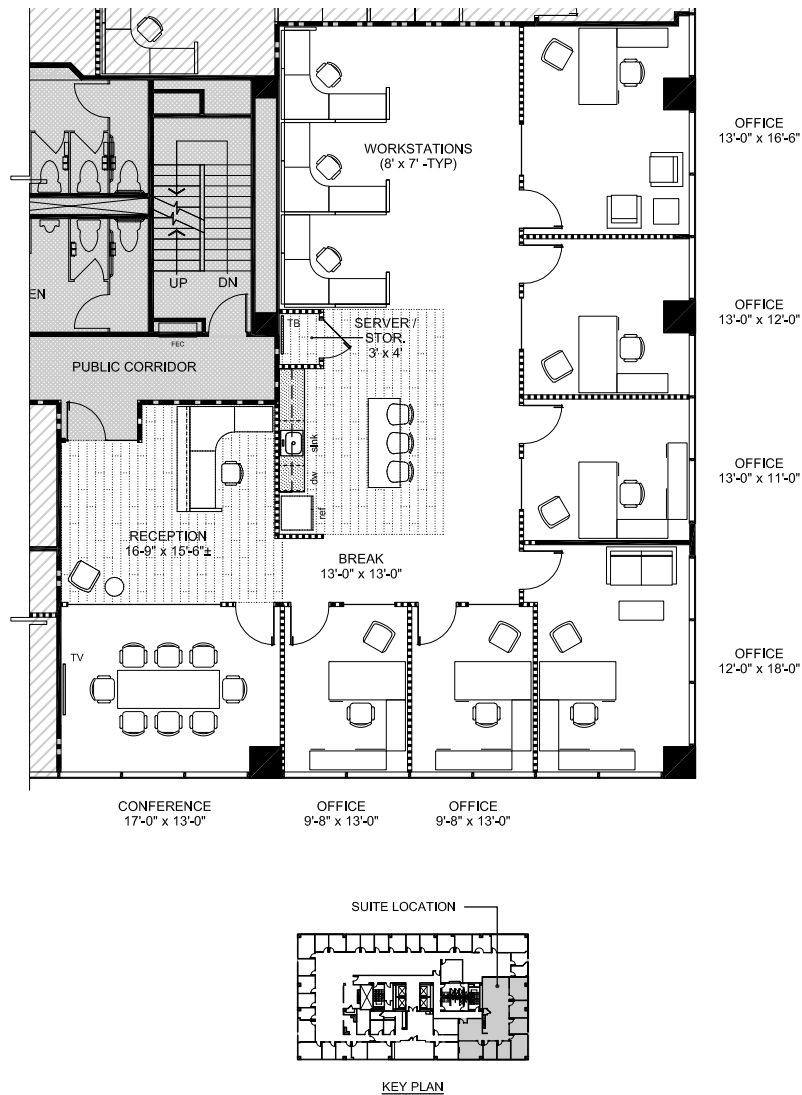 OFFICE
13'-0" x 16'-6"
WORKSTATIONS
(8' x 7' -TYP)
UP
DN
EN
OFFICE
13'-0" x 12'-0"
TB
SERVER /
STOR.
3' x 4'
FEC
PUBLIC CORRIDOR
sink
dw
ref
OFFICE
13'-0" x 11'-0"
RECEPTION
16-9" x 15'-6"±
BREAK
13'-0" x 13'-0"
TV
OFFICE
12'-0" x 18'-0"
CONFERENCE
17'-0" x 13'-0"
OFFICE
9'-8" x 13'-0"
OFFICE
9'-8" x 13'-0"
SUITE LOCATION
KEY PLAN